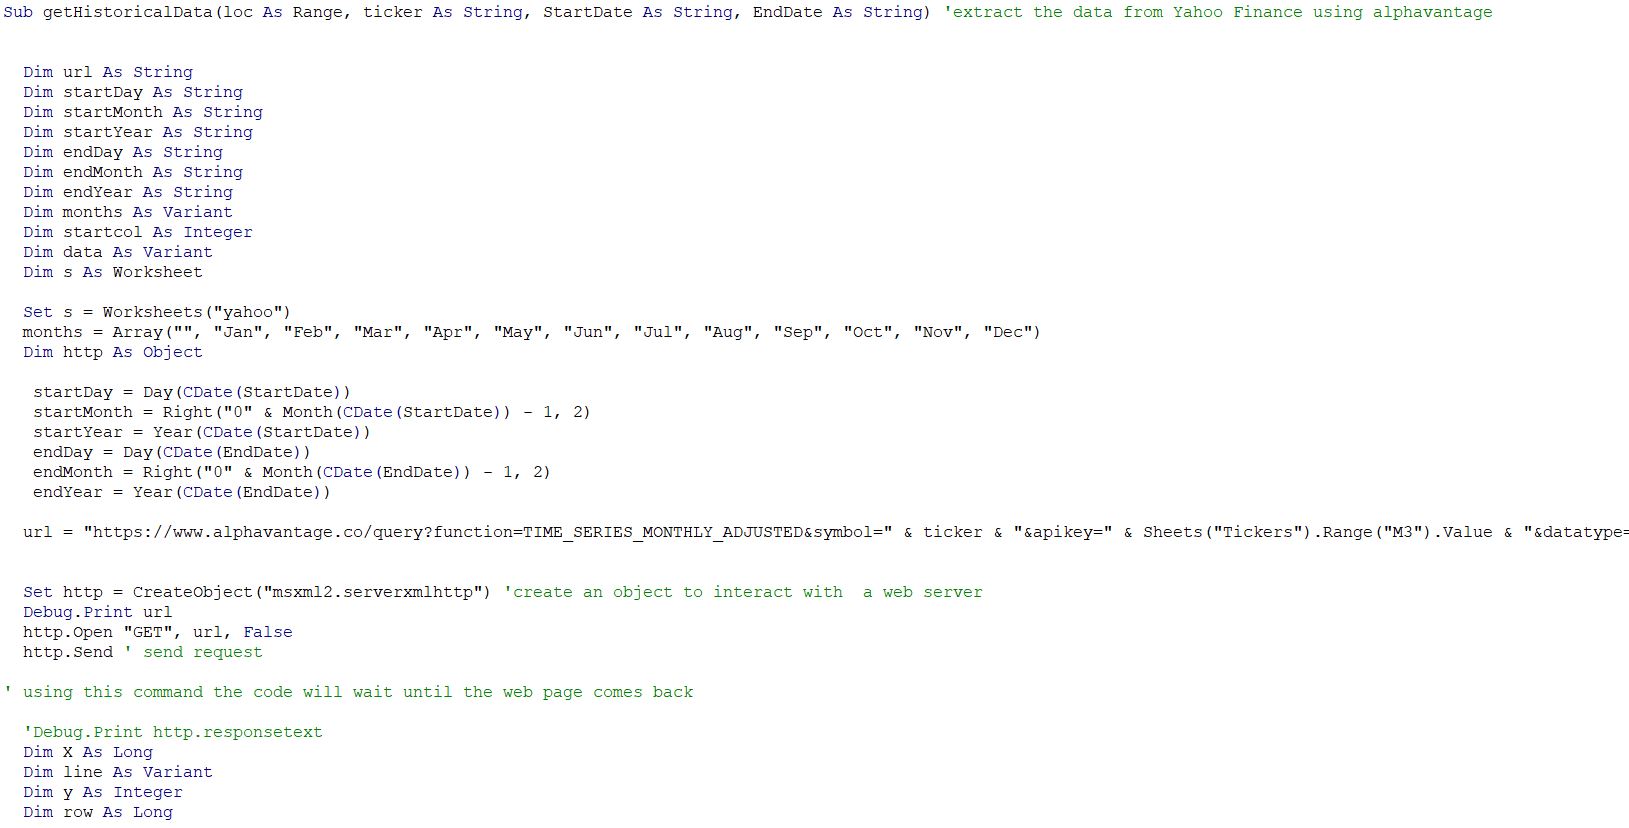 Sub getHistoricalData(loc As Range, ticker As String, StartDate As String, EndDate As String) 'extract the data from Yahoo Finance using alphavantage
Dim url As String
Dim startDay As String
Dim startMonth As String
Dim startYear As String
Dim endDay As String
Dim endMonth As String
Dim endYear As String
Dim months As Variant
Dim startcol As Integer
Dim data As Variant
Dim s As Worksheet
Set s = Worksheets("yahoo")
months = Array("", "Jan", "Feb", "Mar", "Apr", "May", "Jun", "Jul", "Aug", "Sep", "Oct", "Nov", "Dec")
Dim http As Object
startDay = Day(CDate(StartDate))
startMonth = Right("0" & Month(CDate(StartDate)) - 1, 2)
startYear = Year(CDate(StartDate))
endDay = Day(CDate(EndDate))
endMonth = Right("0" & Month(CDate(EndDate)) - 1, 2)
endYear = Year(CDate(EndDate))
url = "https://www.alphavantage.co/query?function=TIME_SERIES_MONTHLY_ADJUSTED&symbol=" & ticker & "&apikey=" & Sheets("Tickers").Range("M3").Value & "&datatype=
Set http = CreateObject("msxml2.serverxmlhttp") 'create an object to interact with  a web server
Debug.Print url
http.Open "GET", url, False
http.Send ' send request
' using this command the code will wait until the web page comes back
'Debug.Print http.responsetext
Dim X As Long
Dim line As Variant
Dim y As Integer
Dim row As Long